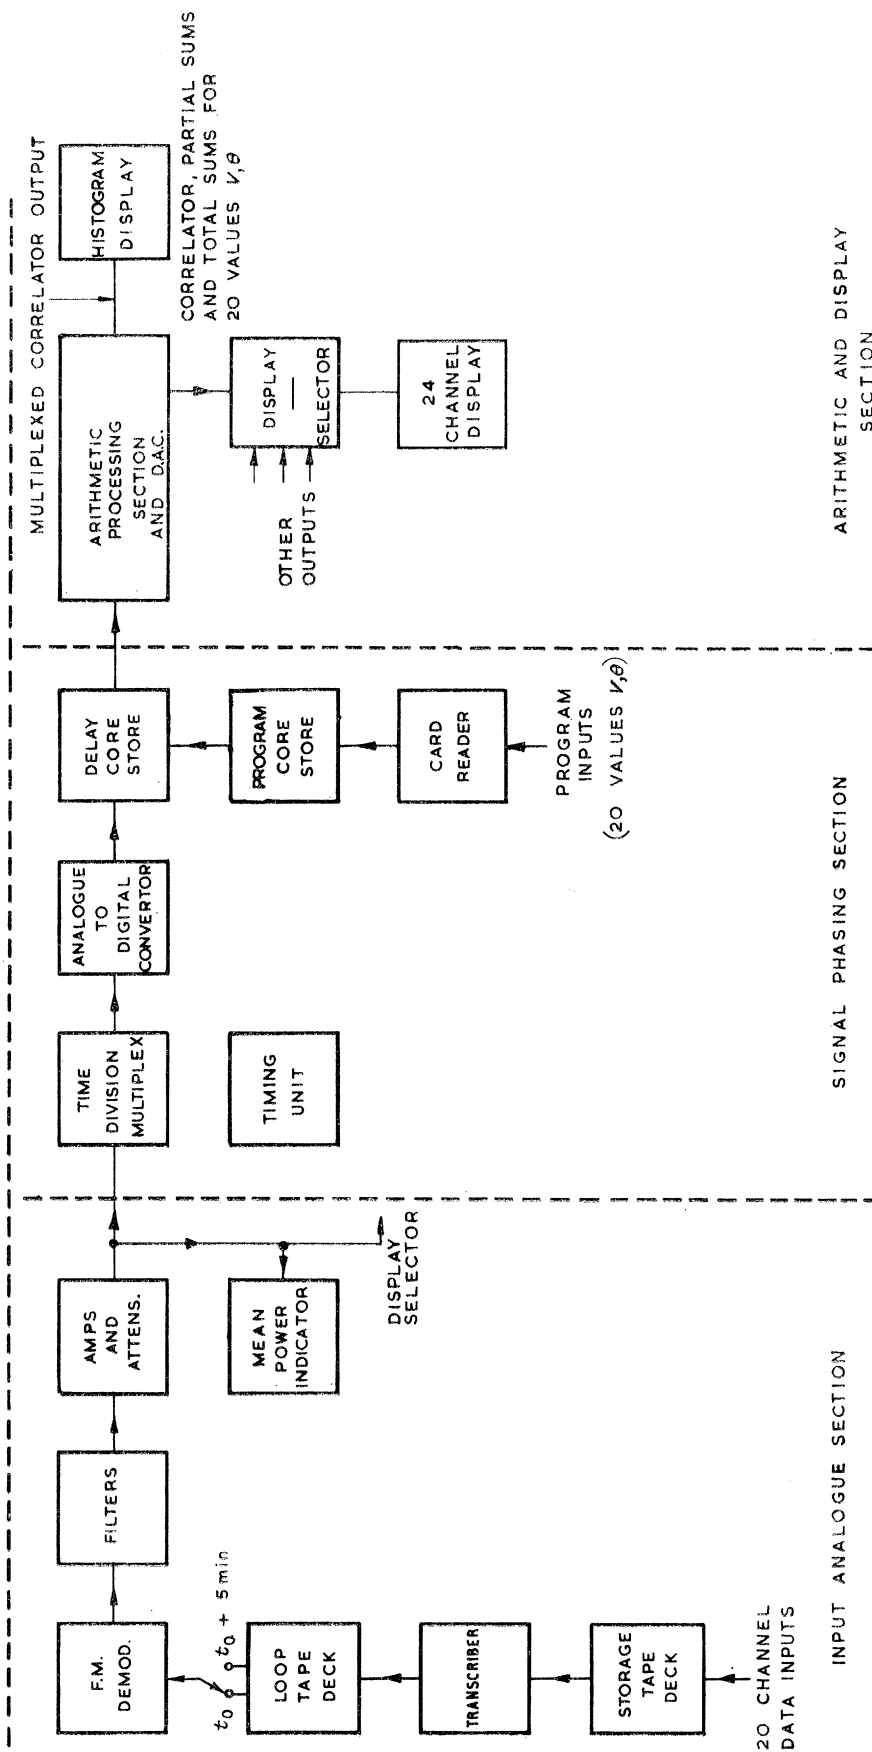 F.M.
DEMOD.
FILTERS
AMPS
AND
ATTENS.
TIME
DIVISION
MULTIPLEX
ANALOGUE
TO
DIGITAL
CONVERTOR
DELAY
CORE
STORE
ARITHMETIC
PROCESSING
SECTION
AND D.A.C.
MULTIPLEXED CORRELATOR OUTPUT
HISTOGRAM
DISPLAY
CORRELATOR, PARTIAL SUMS
AND TOTAL SUMS FOR
20 VALUES V,θ
t₀
t₀ + 5min
LOOP
TAPE
DECK
TRANSCRIBER
STORAGE
TAPE
DECK
20 CHANNEL
DATA INPUTS
MEAN
POWER
INDICATOR
DISPLAY
SELECTOR
TIMING
UNIT
PROGRAM
CORE
STORE
CARD
READER
PROGRAM
INPUTS
(20 VALUES V,θ)
DISPLAY
SELECTOR
OTHER
OUTPUTS
24
CHANNEL
DISPLAY
INPUT ANALOGUE SECTION
SIGNAL PHASING SECTION
ARITHMETIC AND DISPLAY
SECTION